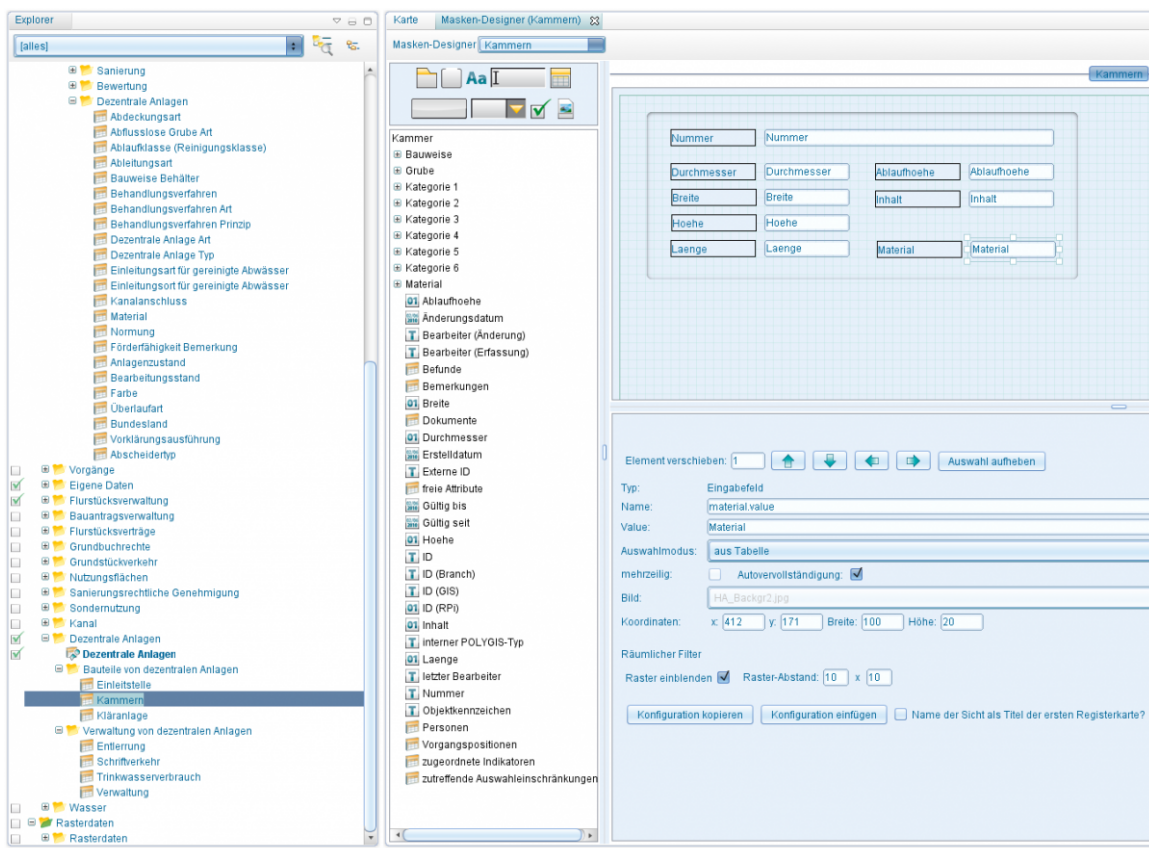 Explorer
[alles]
Sanierung
Bewertung
Dezentrale Anlagen
Abdeckungsart
Abflusslose Grube Art
Ablaufklasse (Reinigungsklasse)
Ableitungsart
Bauweise Behälter
Behandlungsverfahren
Behandlungsverfahren Art
Behandlungsverfahren Prinzip
Dezentrale Anlage Art
Dezentrale Anlage Typ
Einleitungsart für gereinigte Abwässer
Einleitungsort für gereinigte Abwässer
Kanalanschluss
Material
Normung
Förderfähigkeit Bemerkung
Anlagenzustand
Bearbeitungsstand
Farbe
Überlaufart
Bundesland
Vorklärungsausführung
Abscheidertyp
Vorgänge
Eigene Daten
Flurstücksverwaltung
Bauantragsverwaltung
Flurstücksverträge
Grundbuchrechte
Grundstückverkehr
Nutzungsflächen
Sanierungsrechtliche Genehmigung
Sondernutzung
Kanal
Dezentrale Anlagen
Dezentrale Anlagen
Bauteile von dezentralen Anlagen
Einleitstelle
Kammern
Kläranlage
Verwaltung von dezentralen Anlagen
Entlerrung
Schriftverkehr
Trinkwasserverbrauch
Verwaltung
Wasser
Rasterdaten
Rasterdaten
Karte Masken-Designer (Kammern)
Masken-Designer Kammern
Aa
Kammer
Bauweise
Grube
Kategorie 1
Kategorie 2
Kategorie 3
Kategorie 4
Kategorie 5
Kategorie 6
Material
01 Ablaufhoehe
Änderungsdatum
T Bearbeiter (Änderung)
T Bearbeiter (Erfassung)
Befunde
Bemerkungen
01 Breite
Dokumente
01 Durchmesser
Erstelldatum
T Externe ID
freie Attribute
Gültig bis
Gültig seit
01 Hoehe
T ID
T ID (Branch)
T ID (GIS)
01 ID (RPi)
01 Inhalt
T interner POLYGIS-Typ
01 Laenge
T letzter Bearbeiter
T Nummer
T Objektkennzeichen
Personen
Vorgangspositionen
zugeordnete Indikatoren
zutreffende Auswahleinschränkungen
Kammern
Nummer Nummer
Durchmesser Durchmesser Ablaufhoehe Ablaufhoehe
Breite Breite Inhalt Inhalt
Hoehe Hoehe
Laenge Laenge Material Material
Element verschieben: 1 Auswahl aufheben
Typ: Eingabefeld
Name: material.value
Value: Material
Auswahlmodus: aus Tabelle
mehrzeilig: Autovervollständigung:
Bild: HA_Backgr2.jpg
Koordinaten: x: 412 y: 171 Breite: 100 Höhe: 20
Räumlicher Filter
Raster einblenden Raster-Abstand: 10 x 10
Konfiguration kopieren Konfiguration einfügen Name der Sicht als Titel der ersten Registerkarte?